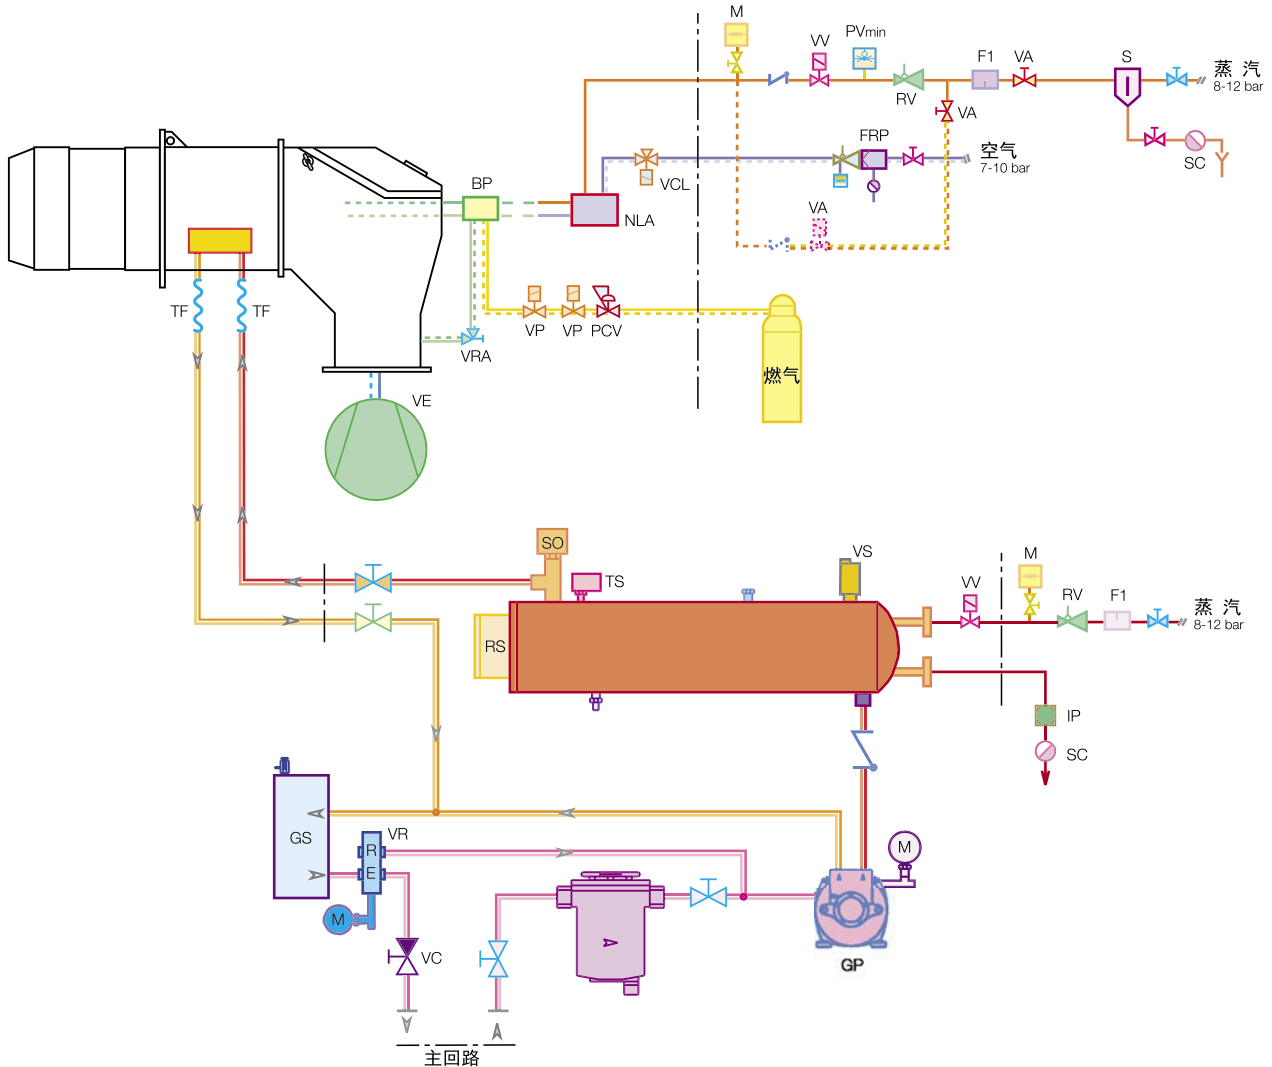 M
VV
PVmin
F1
VA
S
蒸 汽
8-12 bar
RV
VA
SC
FRP
空气
7-10 bar
VCL
BP
NLA
VA
TF
TF
VP
VP
PCV
VRA
燃气
VE
SO
TS
VS
VV
M
RV
F1
蒸 汽
8-12 bar
RS
IP
SC
GS
VR
R
E
M
M
VC
GP
主回路